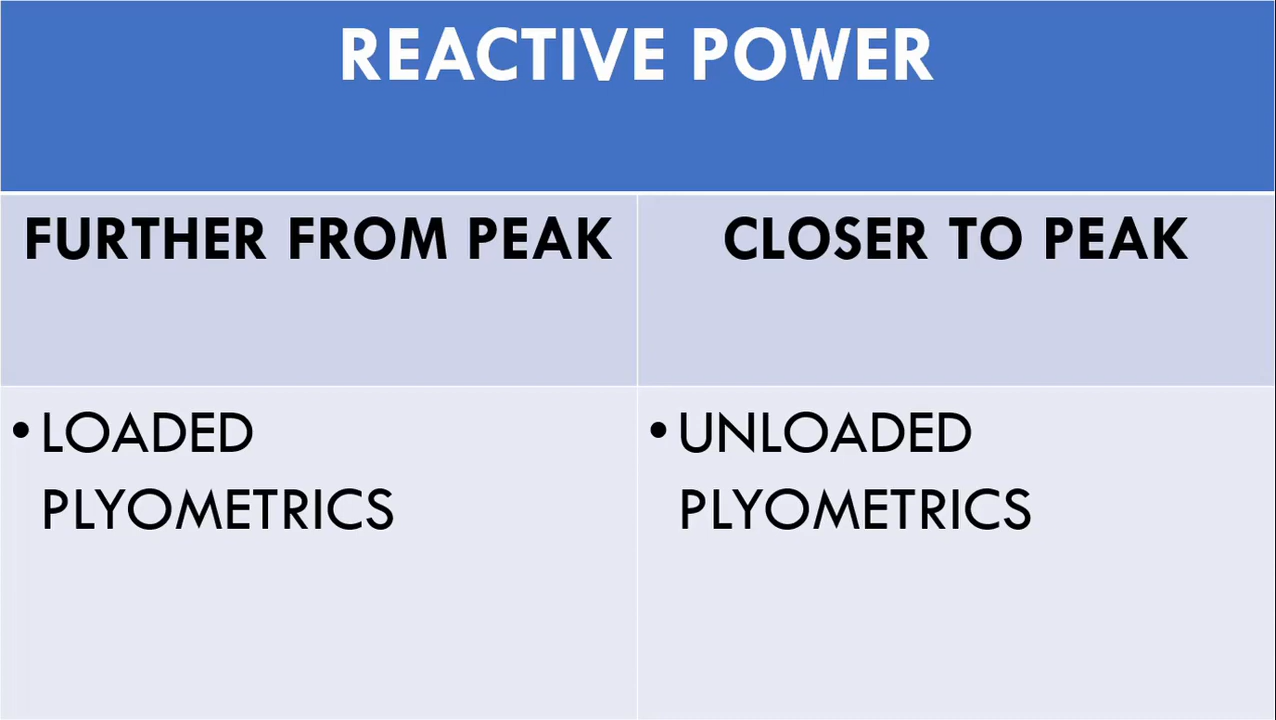 REACTIVE POWER
FURTHER FROM PEAK
CLOSER TO PEAK
• LOADED
PLYOMETRICS
• UNLOADED
PLYOMETRICS